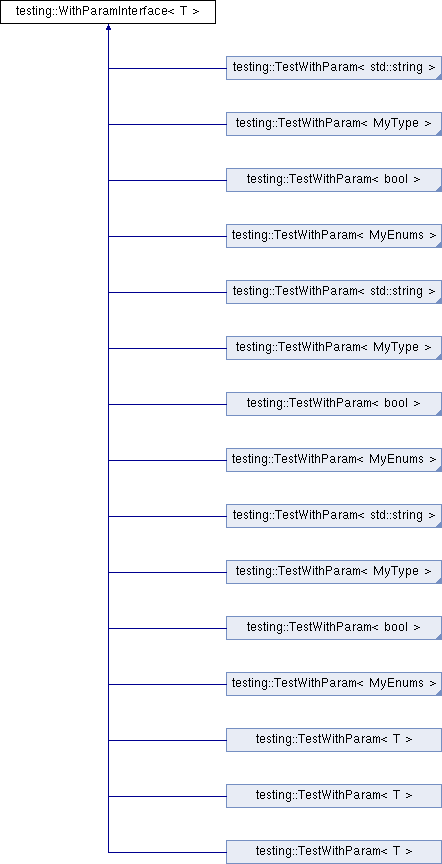 testing::WithParamInterface< T >
testing::TestWithParam< std::string >
testing::TestWithParam< MyType >
testing::TestWithParam< bool >
testing::TestWithParam< MyEnums >
testing::TestWithParam< std::string >
testing::TestWithParam< MyType >
testing::TestWithParam< bool >
testing::TestWithParam< MyEnums >
testing::TestWithParam< std::string >
testing::TestWithParam< MyType >
testing::TestWithParam< bool >
testing::TestWithParam< MyEnums >
testing::TestWithParam< T >
testing::TestWithParam< T >
testing::TestWithParam< T >